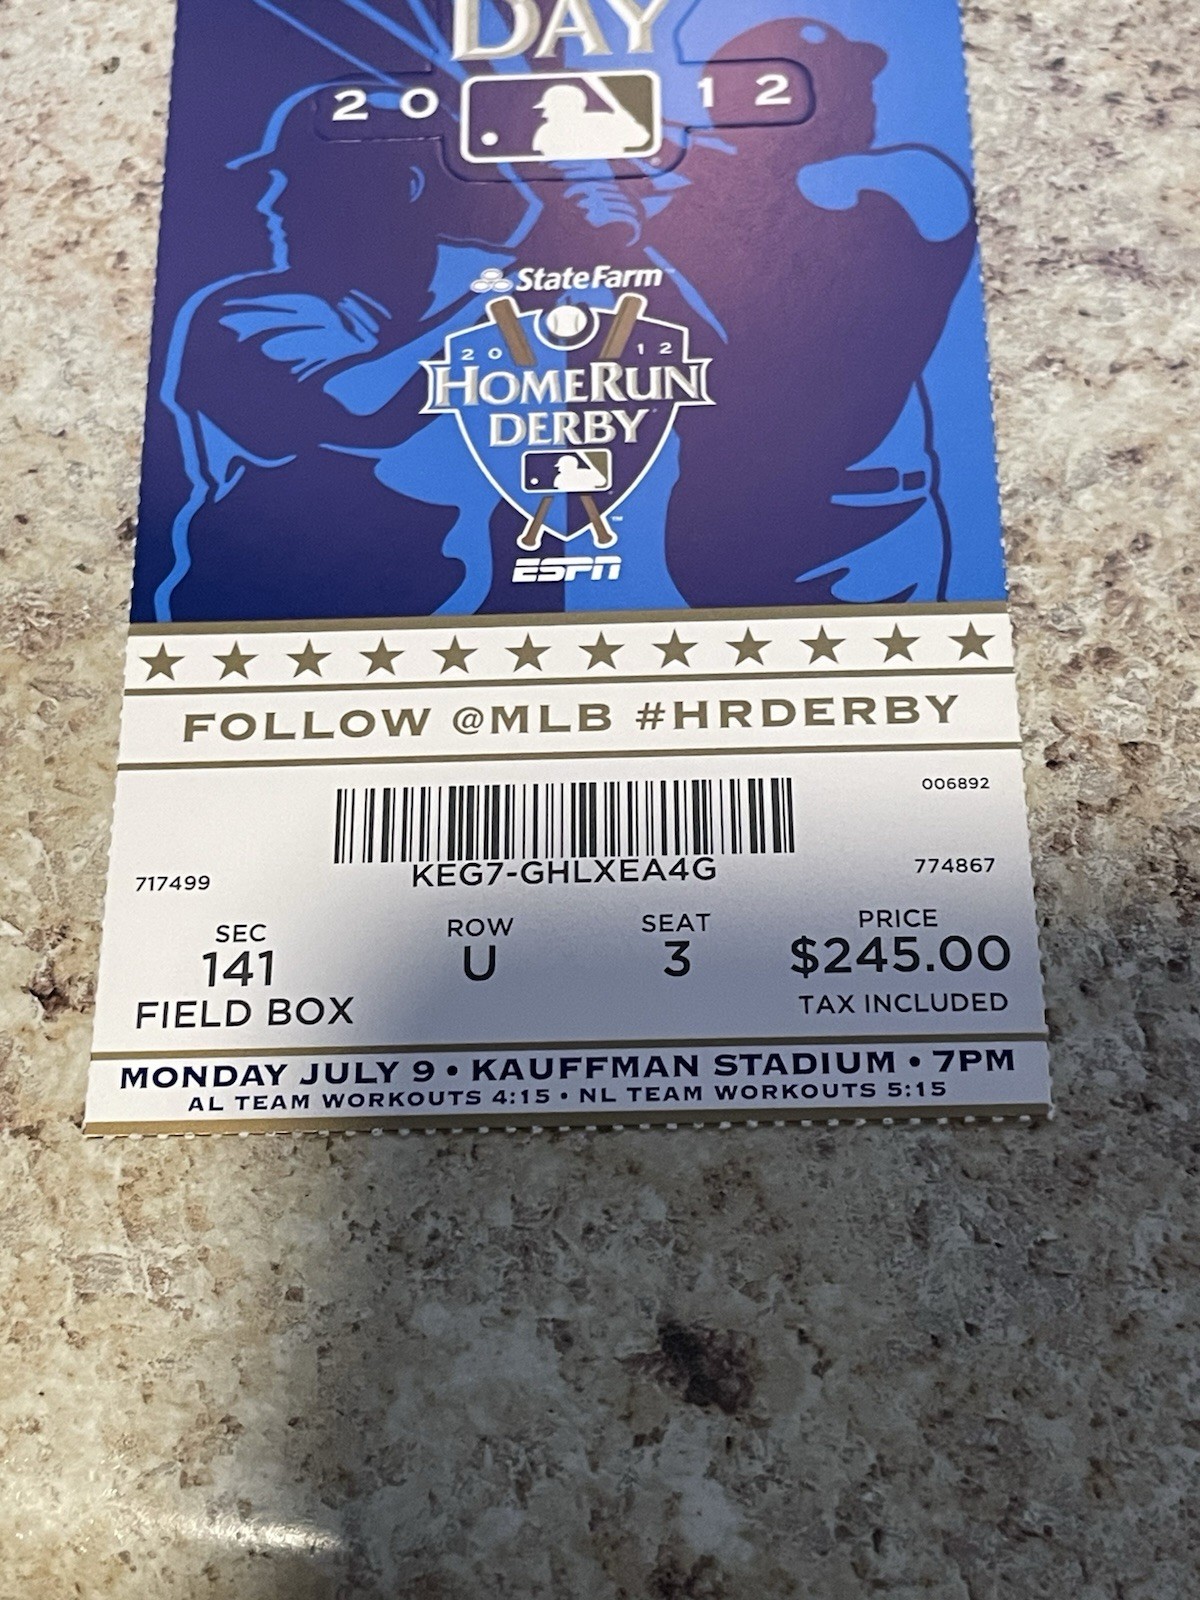 DAY
20 12
StateFarm™
20 12
HOMERUN
DERBY
ESPN
FOLLOW @MLB #HRDERBY
006892
KEG7-GHLXEA4G
717499
774867
SEC
141
FIELD BOX
ROW
U
SEAT
3
PRICE
$245.00
TAX INCLUDED
MONDAY JULY 9 • KAUFFMAN STADIUM • 7PM
AL TEAM WORKOUTS 4:15 • NL TEAM WORKOUTS 5:15